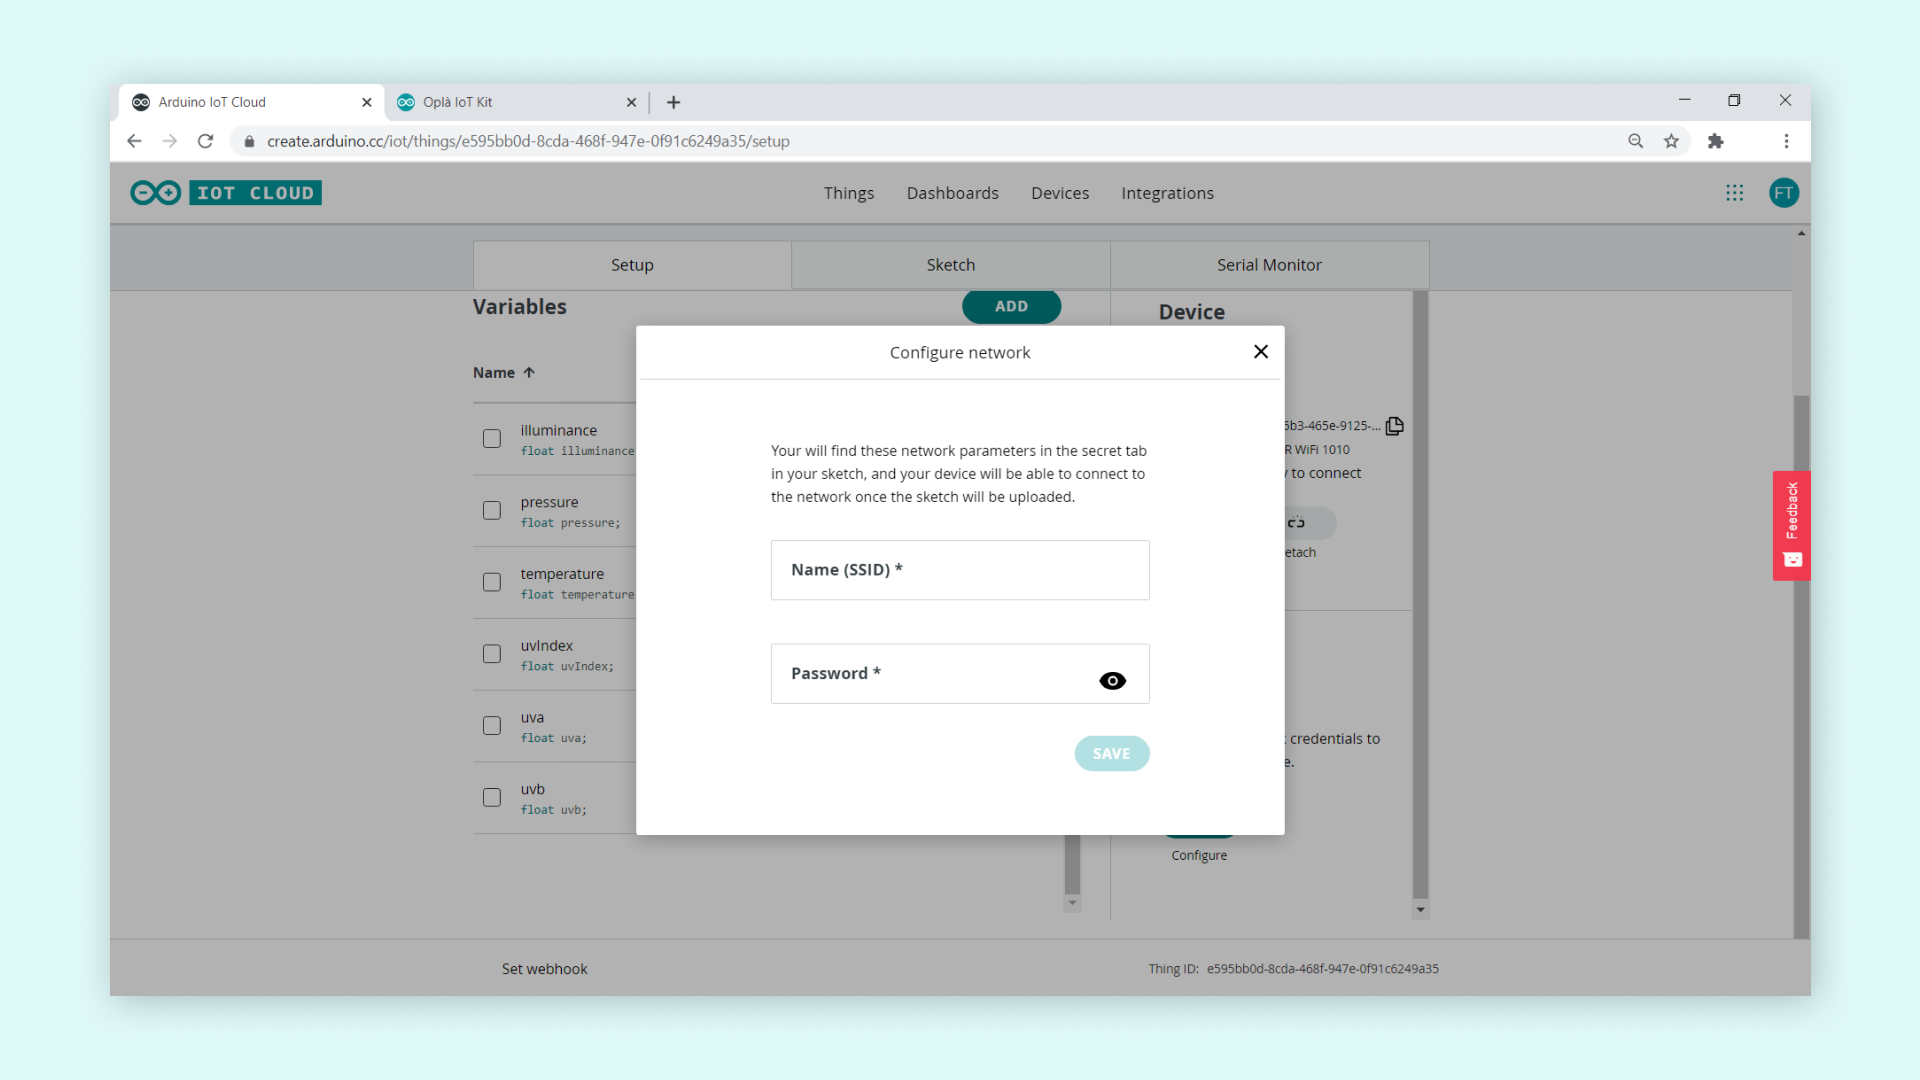 Arduino IoT Cloud
Oplà IoT Kit
create.arduino.cc/iot/things/e595bb0d-8cda-468f-947e-0f91c6249a35/setup
IOT CLOUD
Things
Dashboards
Devices
Integrations
FT
Setup
Sketch
Serial Monitor
Variables
ADD
Device
Name
illuminance
float illuminance
pressure
float pressure;
temperature
float temperature
uvIndex
float uvIndex;
uva
float uva;
uvb
float uvb;
Configure network
Your will find these network parameters in the secret tab
in your sketch, and your device will be able to connect to
the network once the sketch will be uploaded.
Name (SSID) *
Password *
SAVE
b3-465e-9125-...
R WiFi 1010
to connect
etach
credentials to
e.
Configure
Feedback
Set webhook
Thing ID: e595bb0d-8cda-468f-947e-0f91c6249a35